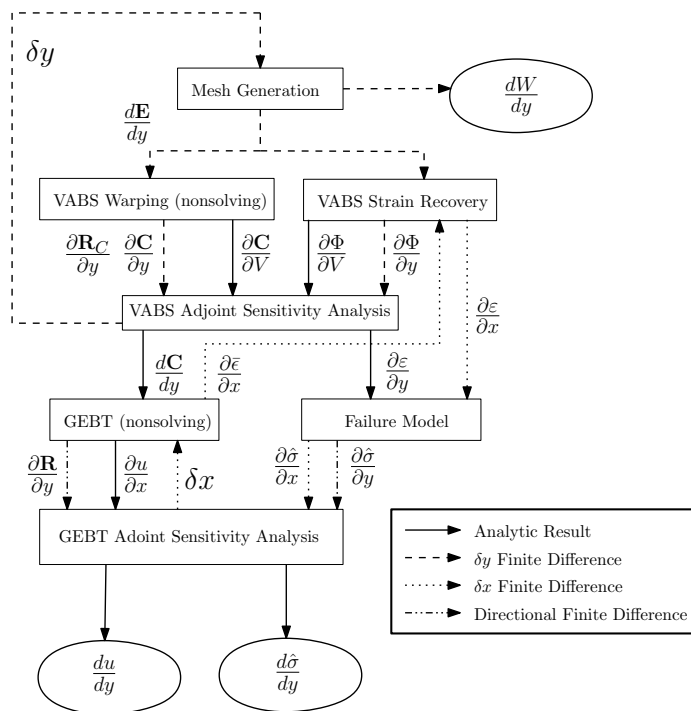 δy
Mesh Generation
dW/dy
dE/dy
VABS Warping (nonsolving)
VABS Strain Recovery
∂R_C/∂y ∂C/∂y ∂C/∂V ∂Φ/∂V ∂Φ/∂y
VABS Adjoint Sensitivity Analysis
∂ε/∂x
dC/dy ∂ϵ̄/∂x ∂ε/∂y
GEBT (nonsolving)
Failure Model
∂R/∂y ∂u/∂x δx ∂σ̂/∂x ∂σ̂/∂y
GEBT Adoint Sensitivity Analysis
Analytic Result
δy Finite Difference
δx Finite Difference
Directional Finite Difference
du/dy
dσ̂/dy